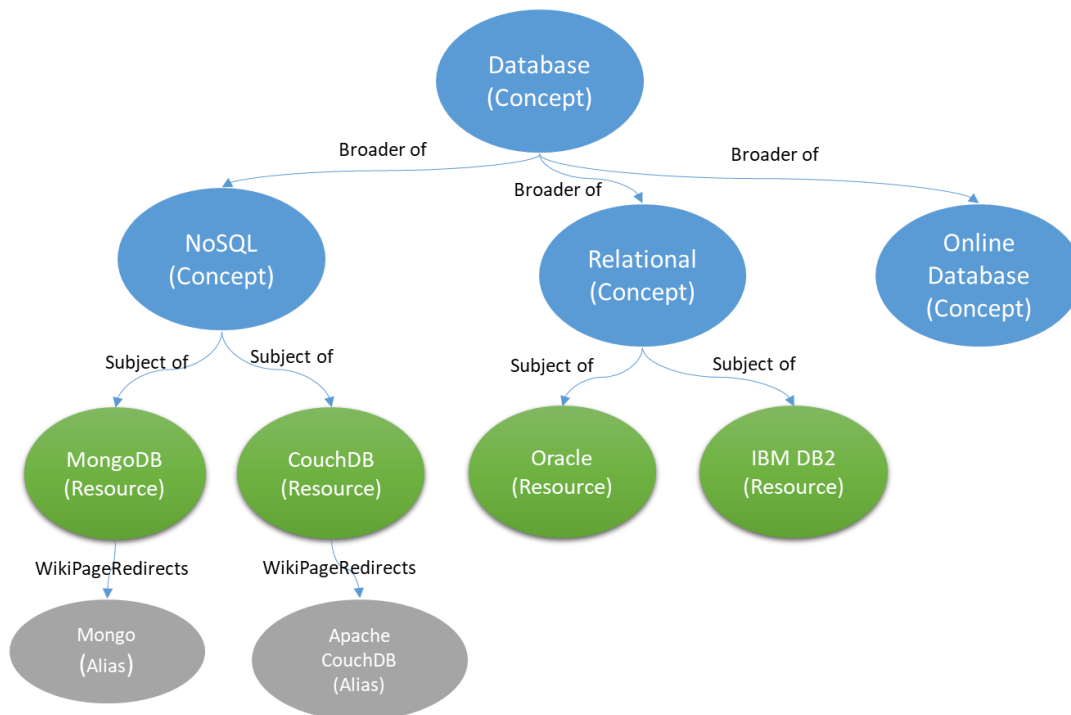 Database
(Concept)
Broader of
Broader of
Broader of
NoSQL
(Concept)
Relational
(Concept)
Online
Database
(Concept)
Subject of
Subject of
Subject of
Subject of
MongoDB
(Resource)
CouchDB
(Resource)
Oracle
(Resource)
IBM DB2
(Resource)
WikiPageRedirects
WikiPageRedirects
Mongo
(Alias)
Apache
CouchDB
(Alias)